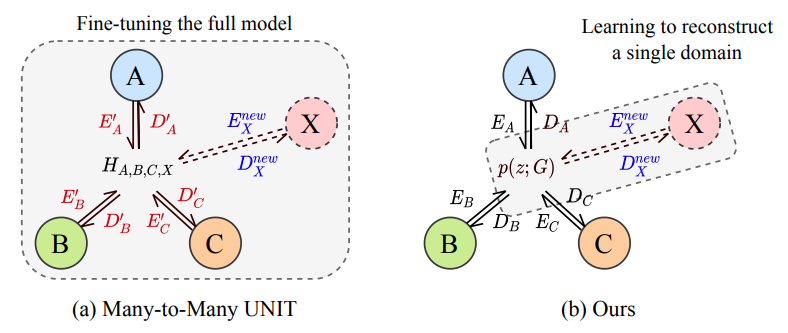 Fine-tuning the full model
A
E'_A D'_A
E_X^{new}
X
H_{A,B,C,X}
D_X^{new}
E'_B
D'_B
E'_C
D'_C
B
C
(a) Many-to-Many UNIT
Learning to reconstruct
a single domain
A
E_A D_A
E_X^{new}
X
p(z; G)
D_X^{new}
E_B
D_B
E_C
D_C
B
C
(b) Ours